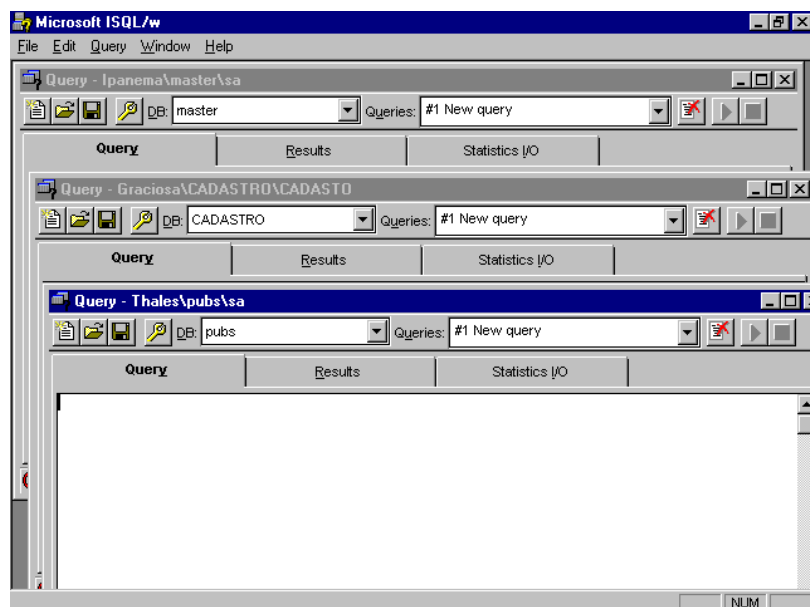 Microsoft ISQL/w
File Edit Query Window Help
Query - Ipanema\master\sa
DB: master Queries: #1 New query
Query Results Statistics I/O
Query - Graciosa\CADASTRO\CADASTO
DB: CADASTRO Queries: #1 New query
Query Results Statistics I/O
Query - Thales\pubs\sa
DB: pubs Queries: #1 New query
Query Results Statistics I/O
NUM